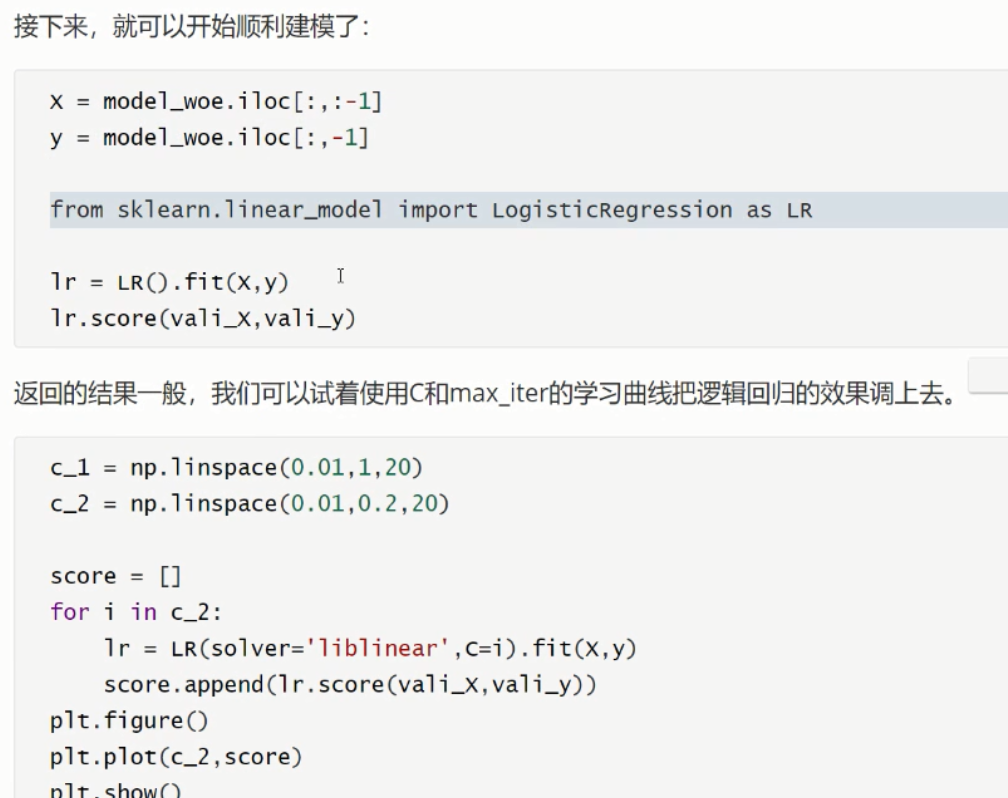 接下来，就可以开始顺利建模了：
X = model_woe.iloc[:,:-1]
y = model_woe.iloc[:,-1]
from sklearn.linear_model import LogisticRegression as LR
lr = LR().fit(X,y)
lr.score(vali_X,vali_y)
返回的结果一般，我们可以试着使用C和max_iter的学习曲线把逻辑回归的效果调上去。
c_1 = np.linspace(0.01,1,20)
c_2 = np.linspace(0.01,0.2,20)
score = []
for i in c_2:
    lr = LR(solver='liblinear',C=i).fit(X,y)
    score.append(lr.score(vali_X,vali_y))
plt.figure()
plt.plot(c_2,score)
plt.show()